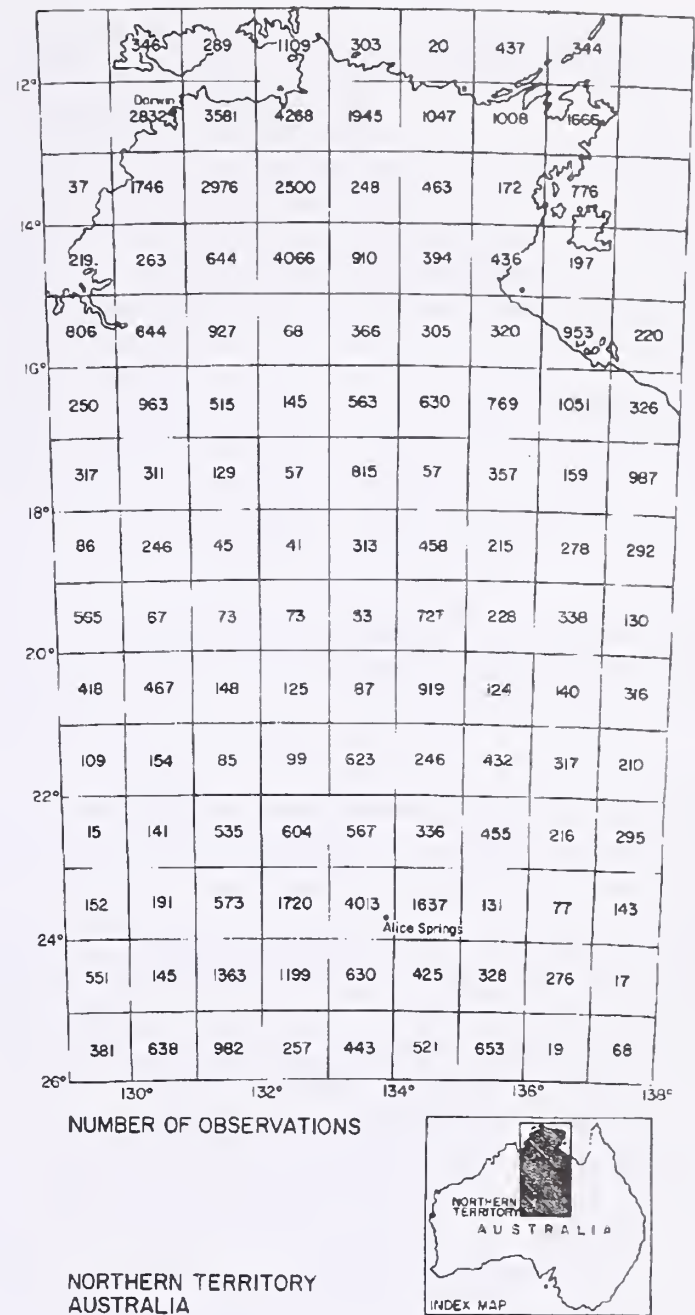 346 289 1109 303 20 437 344
12°
Darwin
2832 3581 4268 1945 1047 1008 1666
37 1746 2976 2500 248 463 172 776
14°
219 263 644 4066 910 394 436 197
806 644 927 68 366 305 320 953 220
16°
250 963 515 145 563 630 769 1051 326
317 311 129 57 815 57 357 159 987
18°
86 246 45 41 313 458 215 278 292
67 73 73 727 228 338 130
20°
418 467 148 125 87 919 124 140 316
109 154 85 99 623 246 432 317 210
22°
15 141 535 604 567 336 455 216 295
152 191 573 1720 4013 1637 131 77 143
Alice Springs
24°
551 145 1363 1199 630 425 328 276 17
381 638 982 257 443 521 653 19 68
26°
130° 132° 134° 136° 138°
NUMBER OF OBSERVATIONS
NORTHERN
TERRITORY
AUSTRALIA
INDEX MAP
NORTHERN TERRITORY
AUSTRALIA